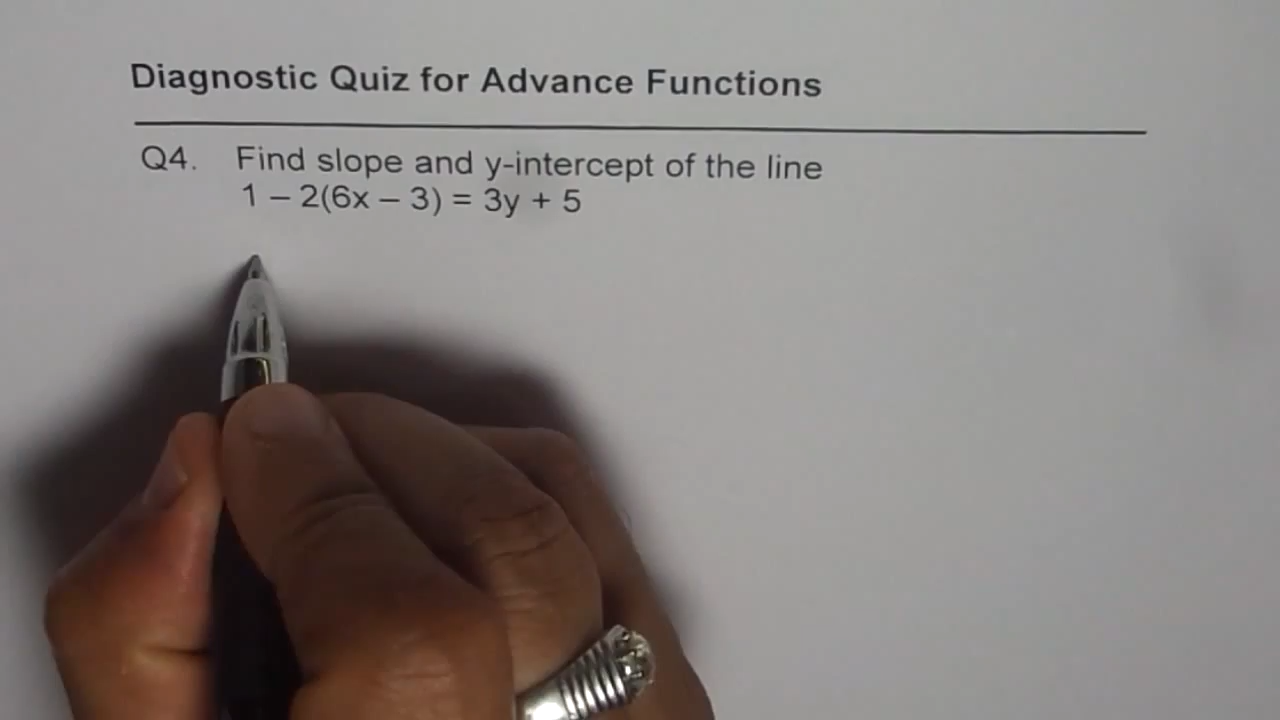 Diagnostic Quiz for Advance Functions
Q4. Find slope and y-intercept of the line
1 – 2(6x – 3) = 3y + 5